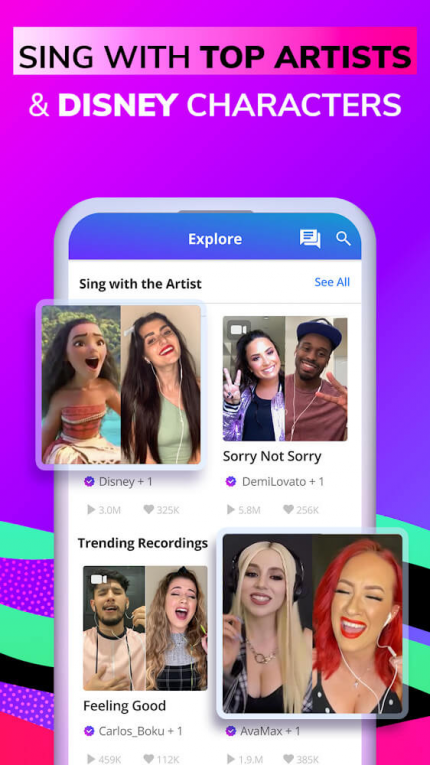 SING WITH TOP ARTISTS
& DISNEY CHARACTERS
Explore
Sing with the Artist
See All
Disney + 1
3.0M
325K
Sorry Not Sorry
DemiLovato + 1
5.8M
256K
Trending Recordings
Feeling Good
Carlos_Boku + 1
459K
112K
AvaMax + 1
1.9.M
385K